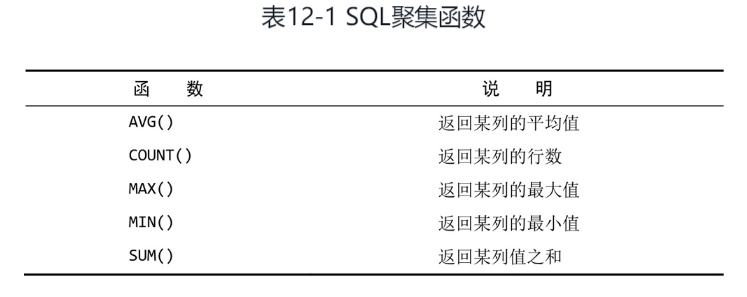 表12-1 SQL聚集函数
函 数 说 明
AVG() 返回某列的平均值
COUNT() 返回某列的行数
MAX() 返回某列的最大值
MIN() 返回某列的最小值
SUM() 返回某列值之和